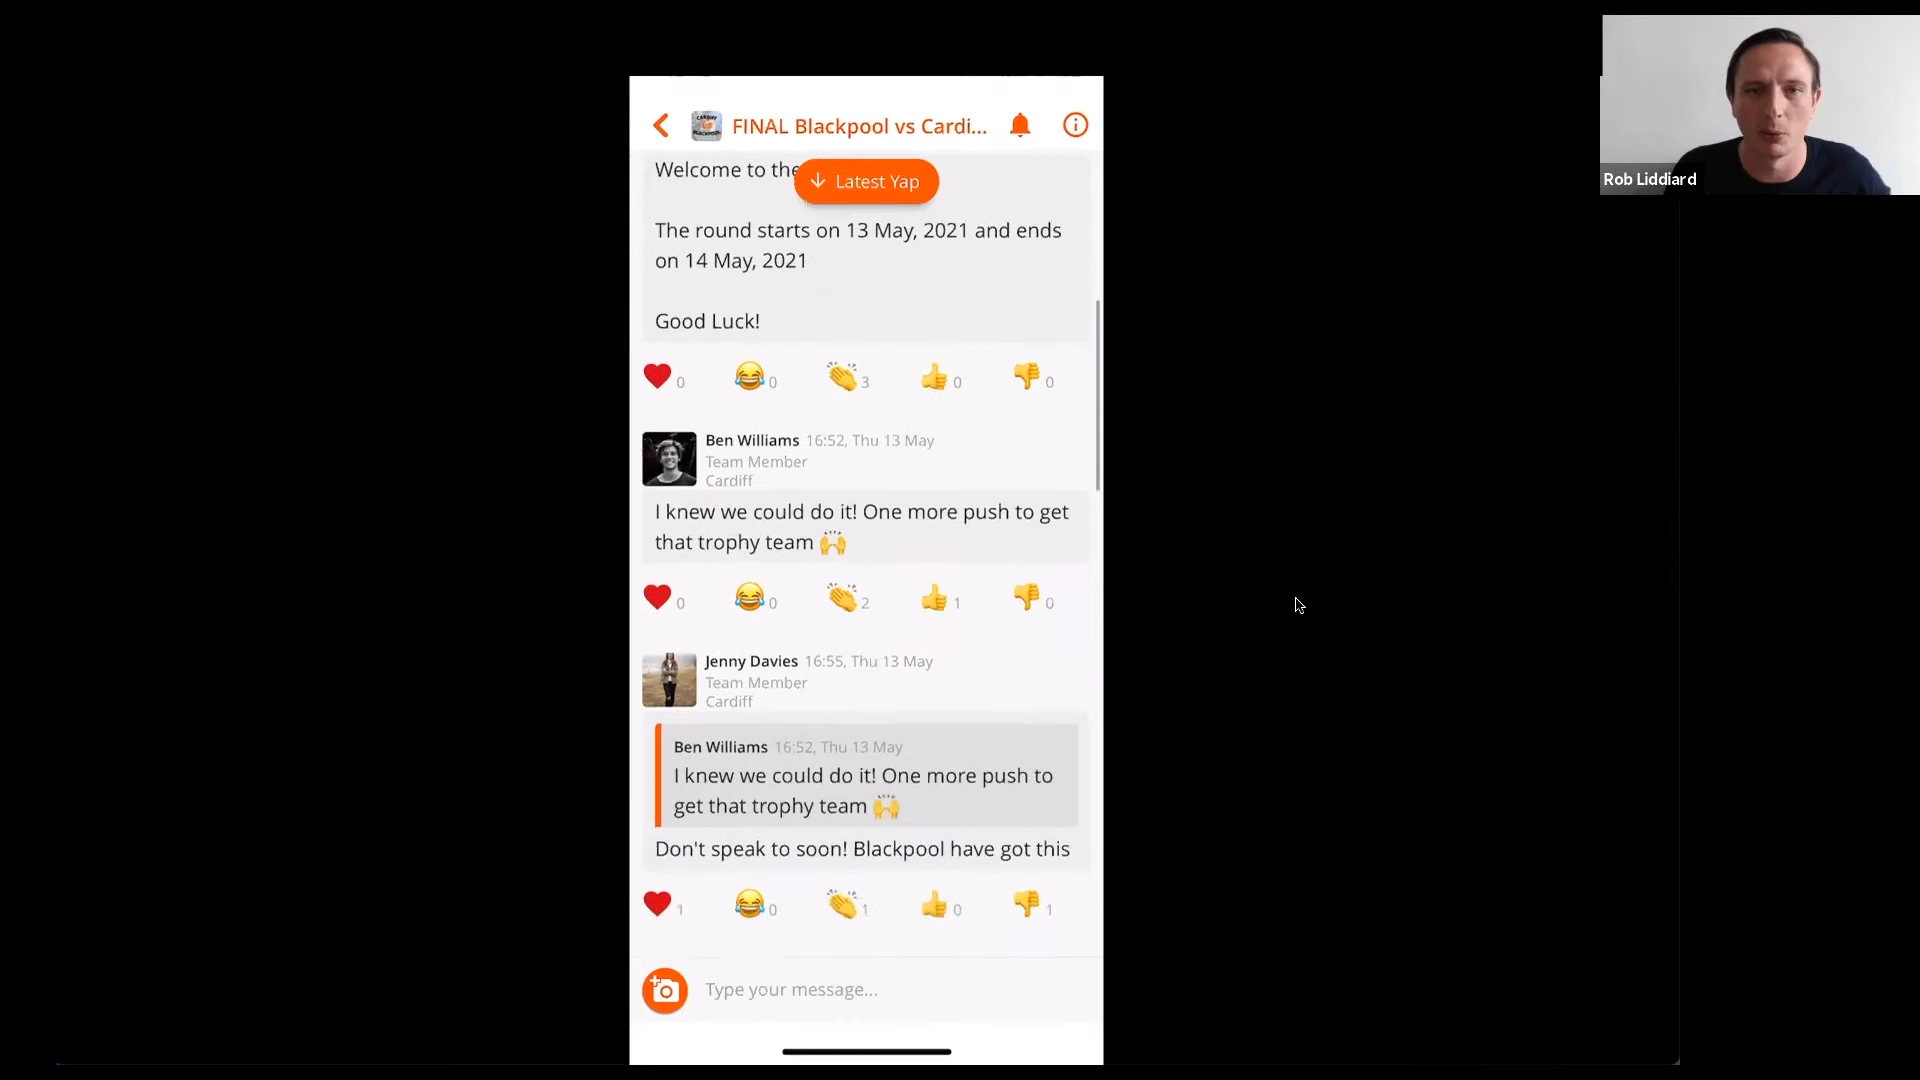 FINAL Blackpool vs Cardi...
Welcome to the
Latest Yap
The round starts on 13 May, 2021 and ends
on 14 May, 2021
Good Luck!
0 0 3 0 0
Ben Williams 16:52, Thu 13 May
Team Member
Cardiff
I knew we could do it! One more push to get
that trophy team 🙌
0 0 2 1 0
Jenny Davies 16:55, Thu 13 May
Team Member
Cardiff
Ben Williams 16:52, Thu 13 May
I knew we could do it! One more push to
get that trophy team 🙌
Don't speak to soon! Blackpool have got this
1 0 1 0 1
Type your message...
Rob Liddiard